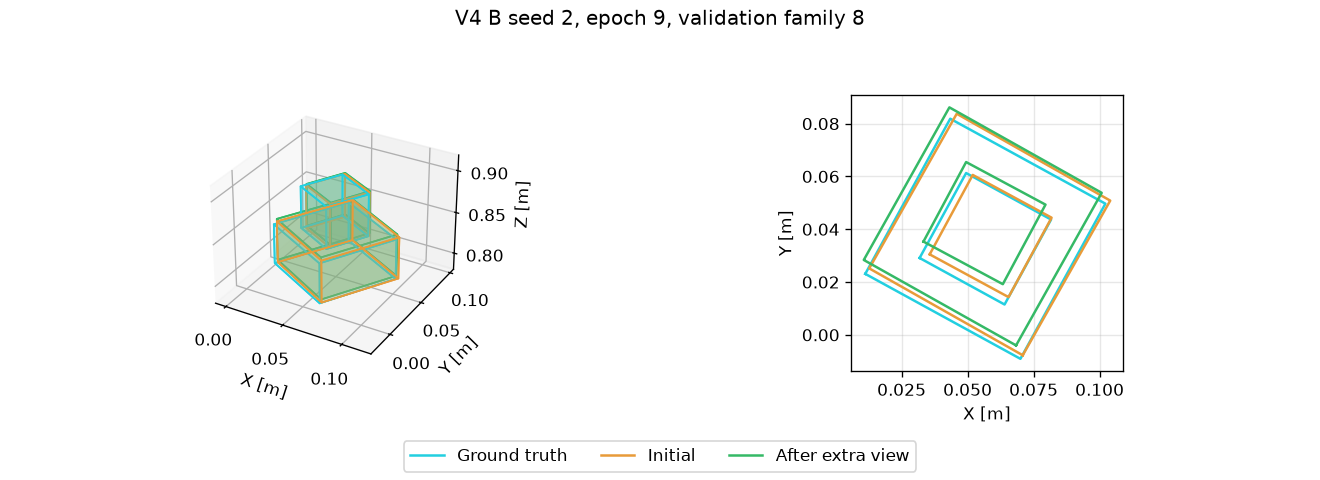 V4 B seed 2, epoch 9, validation family 8
0.90
0.85
0.80
Z [m]
0.10
0.05
0.00
Y [m]
0.00
0.05
0.10
X [m]
0.08
0.06
0.04
0.02
0.00
Y [m]
0.025 0.050 0.075 0.100
X [m]
Ground truth Initial After extra view